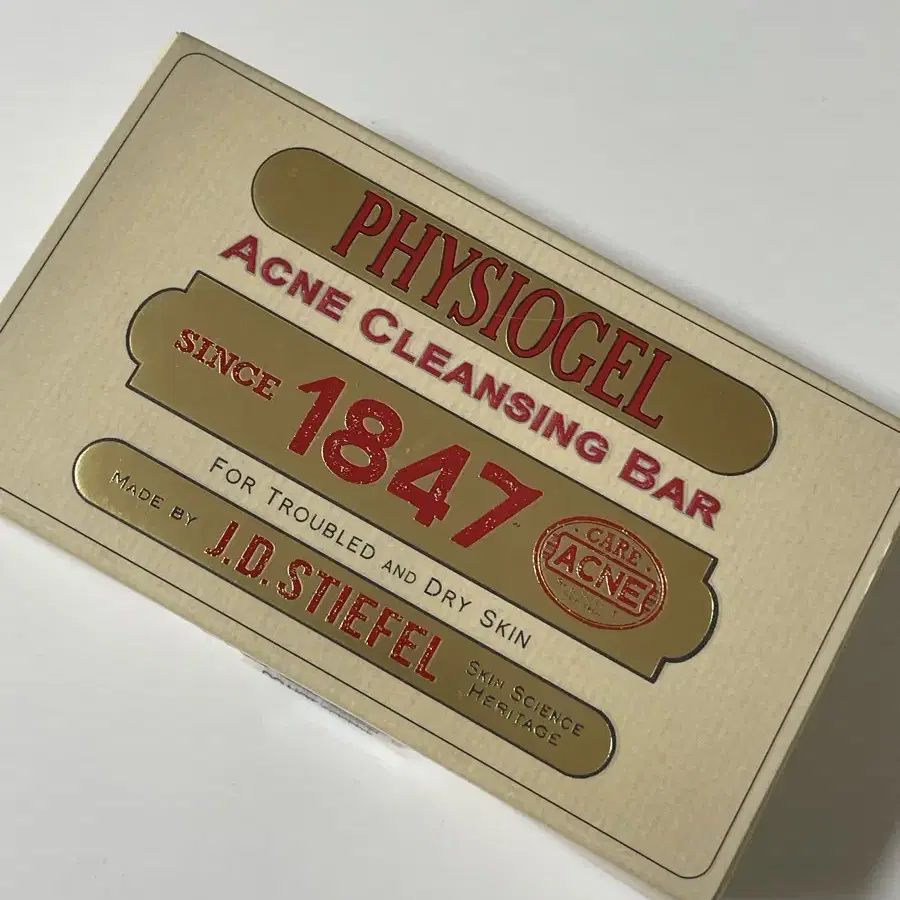 PHYSIOGEL
ACNE CLEANSING BAR
SINCE 1847
CARE
ACNE
FOR TROUBLED AND DRY SKIN
MADE BY J.D. STIEFEL SKIN SCIENCE
HERITAGE